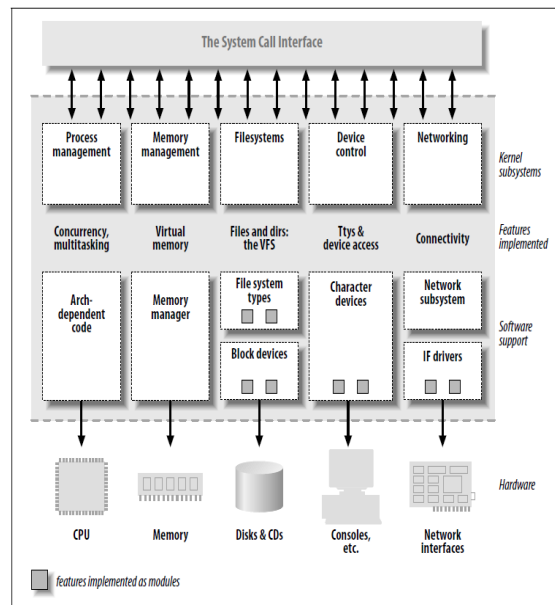 The System Call Interface
Process
management
Memory
management
Filesystems
Device
control
Networking
Kernel
subsystems
Concurrency,
multitasking
Virtual
memory
Files and dirs:
the VFS
Ttys &
device access
Connectivity
Features
implemented
Arch-
dependent
code
Memory
manager
File system
types
Block devices
Character
devices
Network
subsystem
IF drivers
Software
support
Hardware
CPU
Memory
Disks & CDs
Consoles,
etc.
Network
interfaces
features implemented as modules